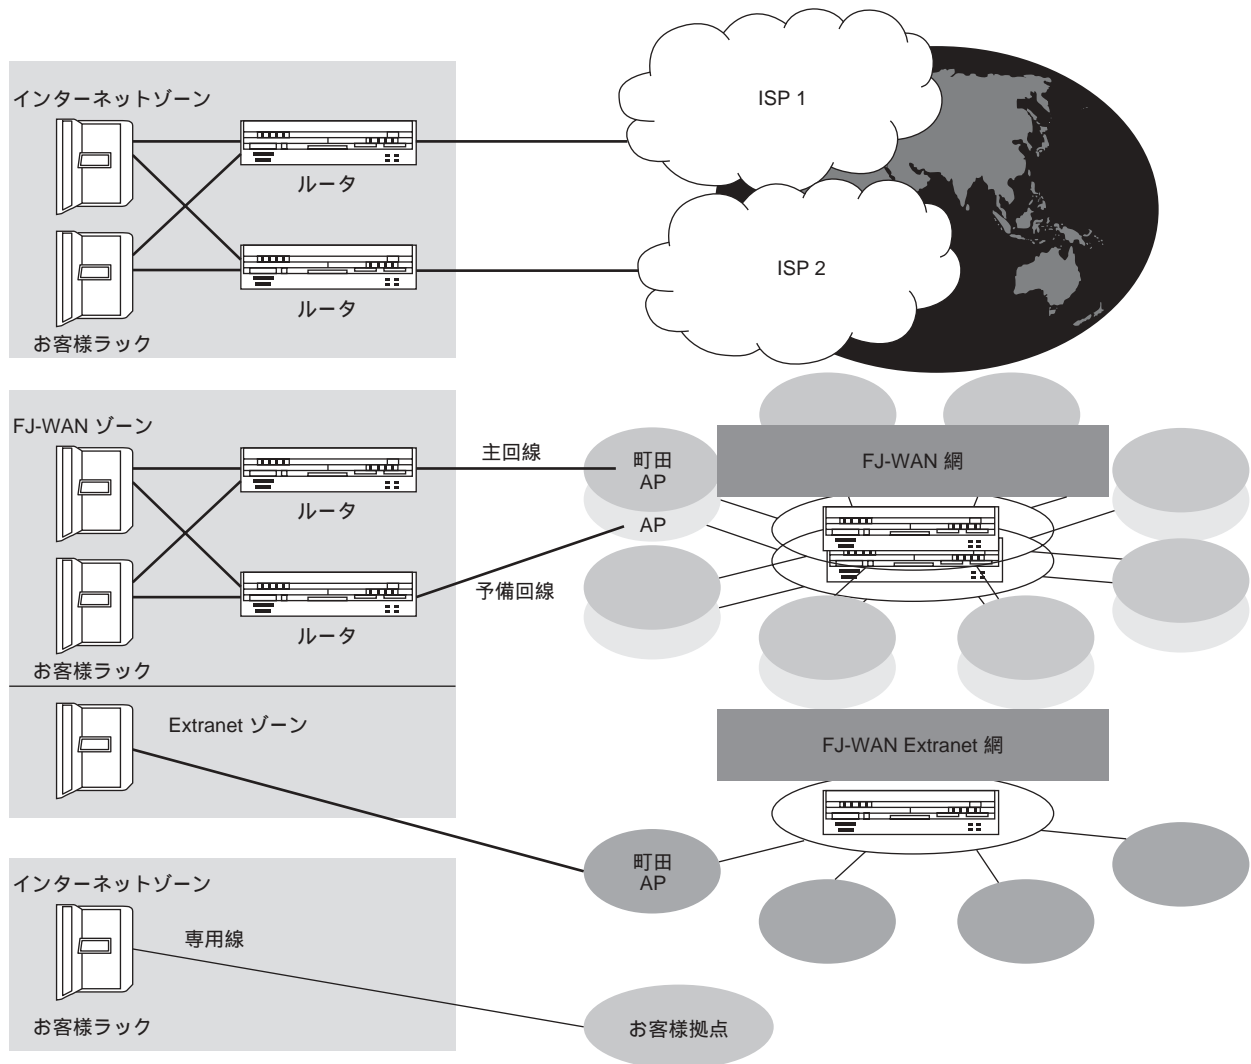 インターネットゾーン
ISP 1
ルータ
ISP 2
ルータ
お客様ラック
FJ-WAN ゾーン
主回線
町田
AP
FJ-WAN 網
ルータ
AP
予備回線
ルータ
お客様ラック
Extranet ゾーン
FJ-WAN Extranet 網
町田
AP
インターネットゾーン
専用線
お客様ラック
お客様拠点